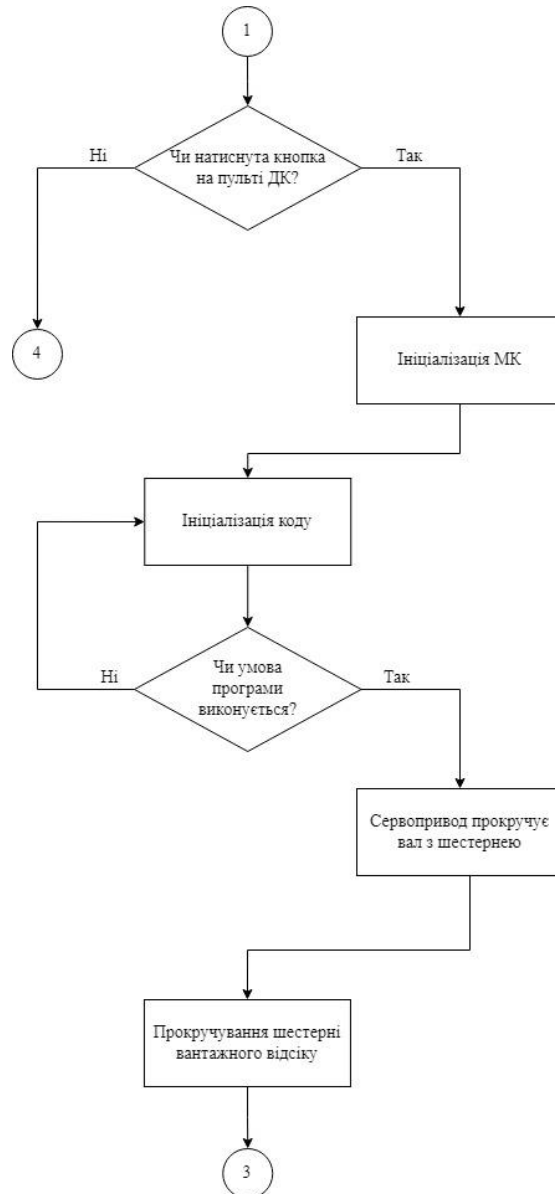 1
Чи натиснута кнопка
на пульті ДК?
Ні
Так
4
Ініціалізація МК
Ініціалізація коду
Чи умова
програми
виконується?
Ні
Так
Сервопривод прокручує
вал з шестернею
Прокручування шестерні
вантажного відсіку
3